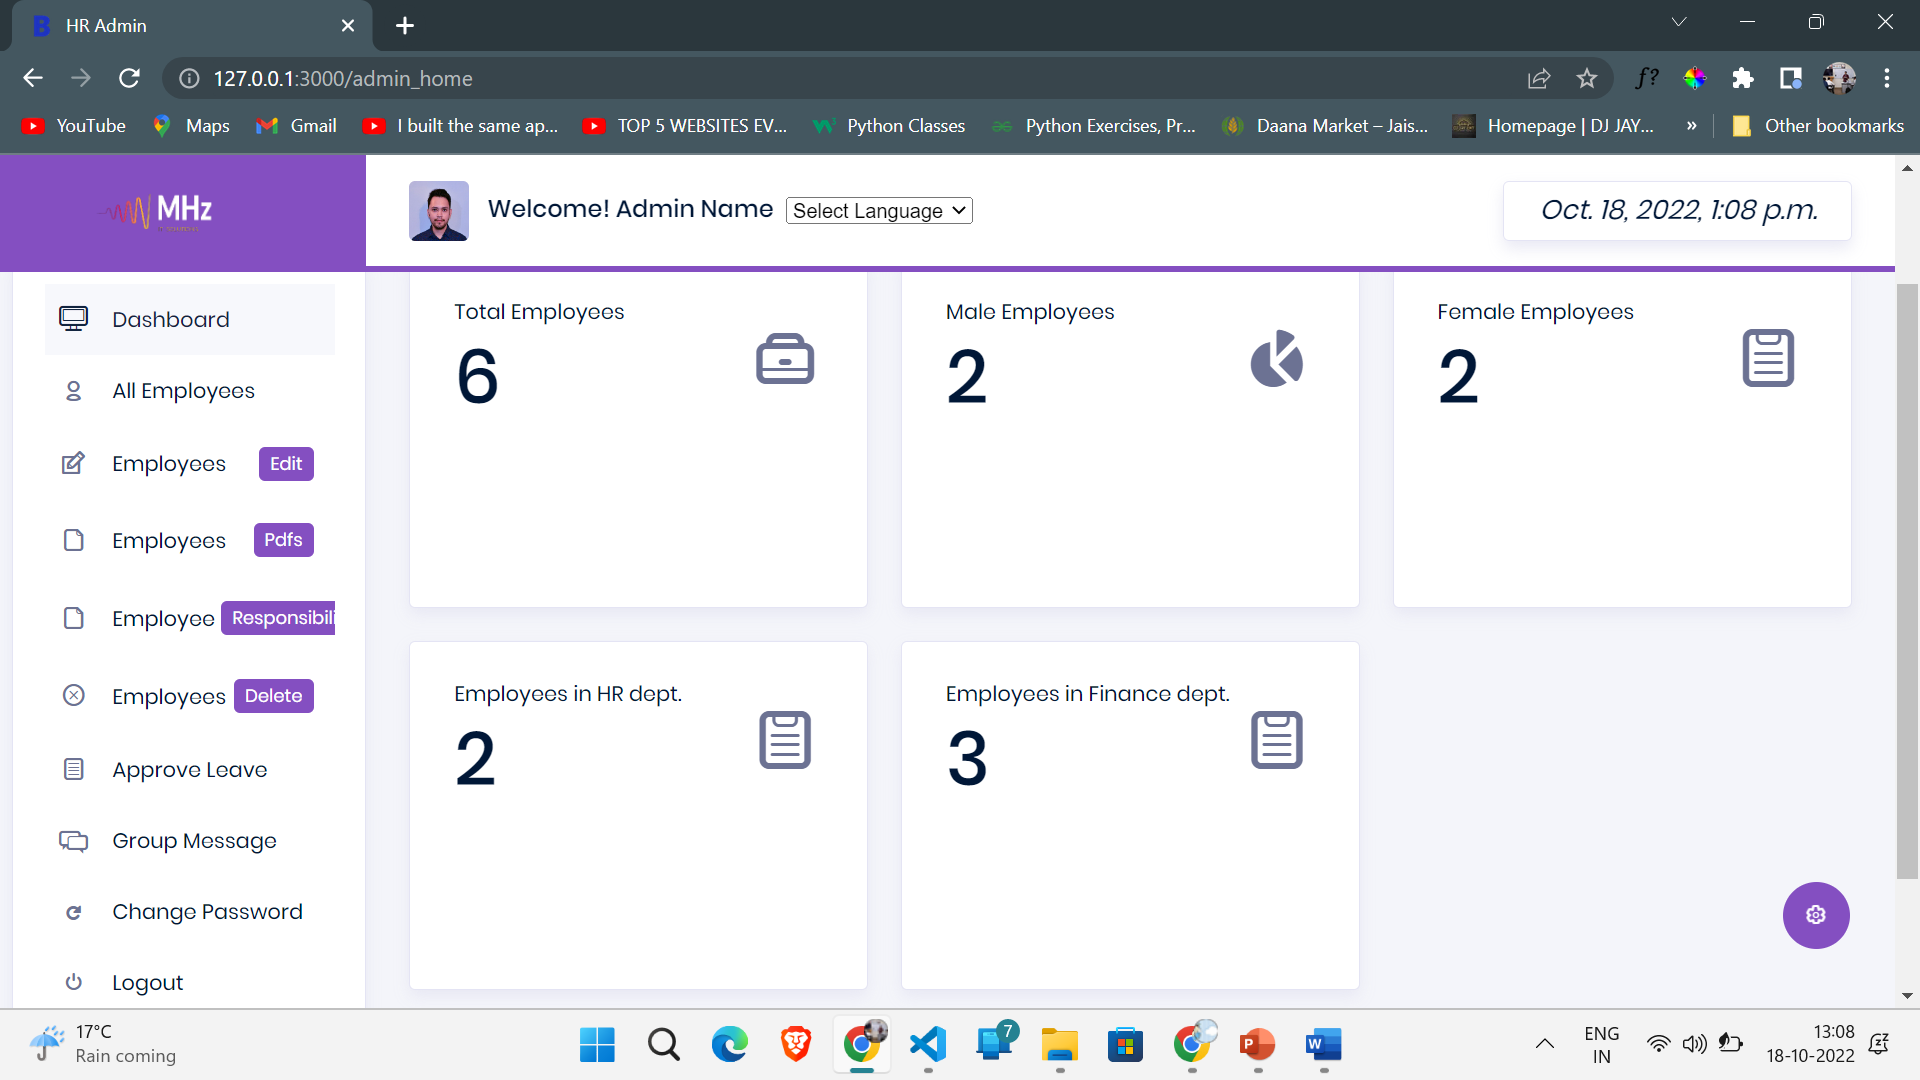 HR Admin
127.0.0.1:3000/admin_home
f?
YouTube
Maps
Gmail
I built the same ap...
TOP 5 WEBSITES EV...
Python Classes
Python Exercises, Pr...
Daana Market – Jais...
Homepage | DJ JAY...
»
Other bookmarks
MHz
Welcome! Admin Name
Select Language
Oct. 18, 2022, 1:08 p.m.
Dashboard
All Employees
Employees Edit
Employees Pdfs
Employee Responsibili
Employees Delete
Approve Leave
Group Message
Change Password
Logout
Total Employees
6
Male Employees
2
Female Employees
2
Employees in HR dept.
2
Employees in Finance dept.
3
17°C
Rain coming
7
ENG
IN
13:08
18-10-2022